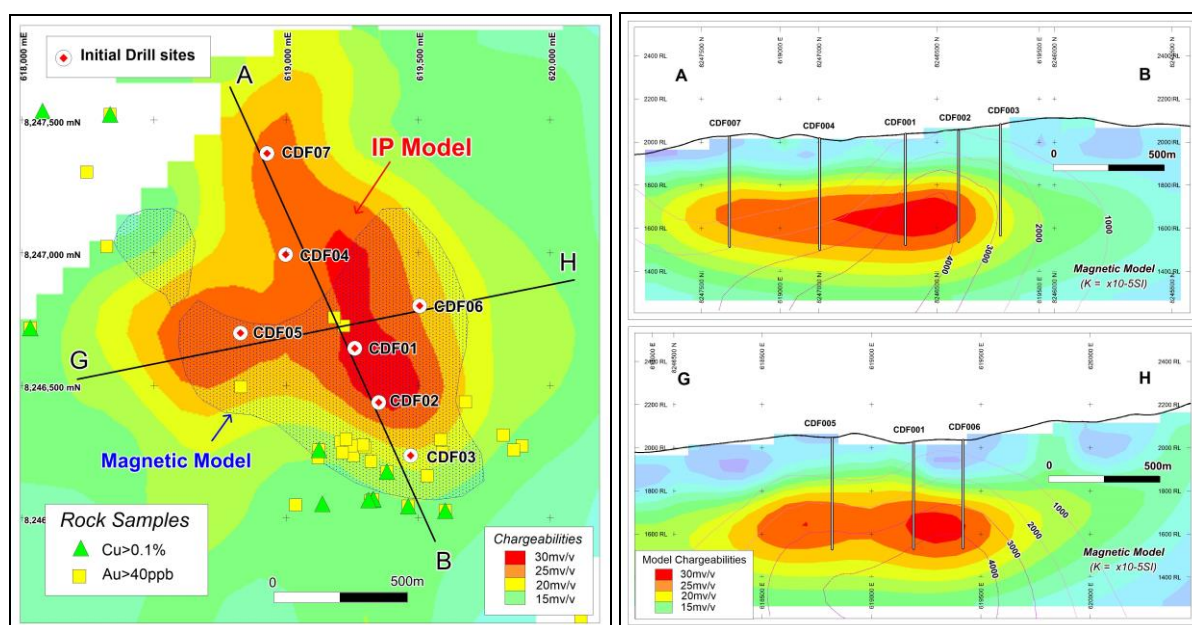 618,000 mE
619,000 mE
619,500 mE
620,000 mE
Initial Drill sites
A
8,247,500 mN
CDF07
IP Model
8,247,000 mN
CDF04
H
CDF06
CDF05
G
CDF01
8,246,500 mN
CDF02
Magnetic Model
CDF03
Rock Samples
Cu>0.1%
Au>40ppb
B
0 500m
Chargeabilities
30mv/v
25mv/v
20mv/v
15mv/v
2400 RL
A
B
2200 RL
CDF007
CDF004
CDF001
CDF002
CDF003
2000 RL
0 500m
1800 RL
1600 RL
1400 RL
1000
2000
3000
4000
Magnetic Model
(K = x10-5SI)
2400 RL
G
H
2200 RL
CDF005
CDF001
CDF006
2000 RL
0 500m
1800 RL
1600 RL
1000
2000
3000
4000
Magnetic Model
(K = x10-5SI)
Model Chargeabilities
30mv/v
25mv/v
20mv/v
15mv/v